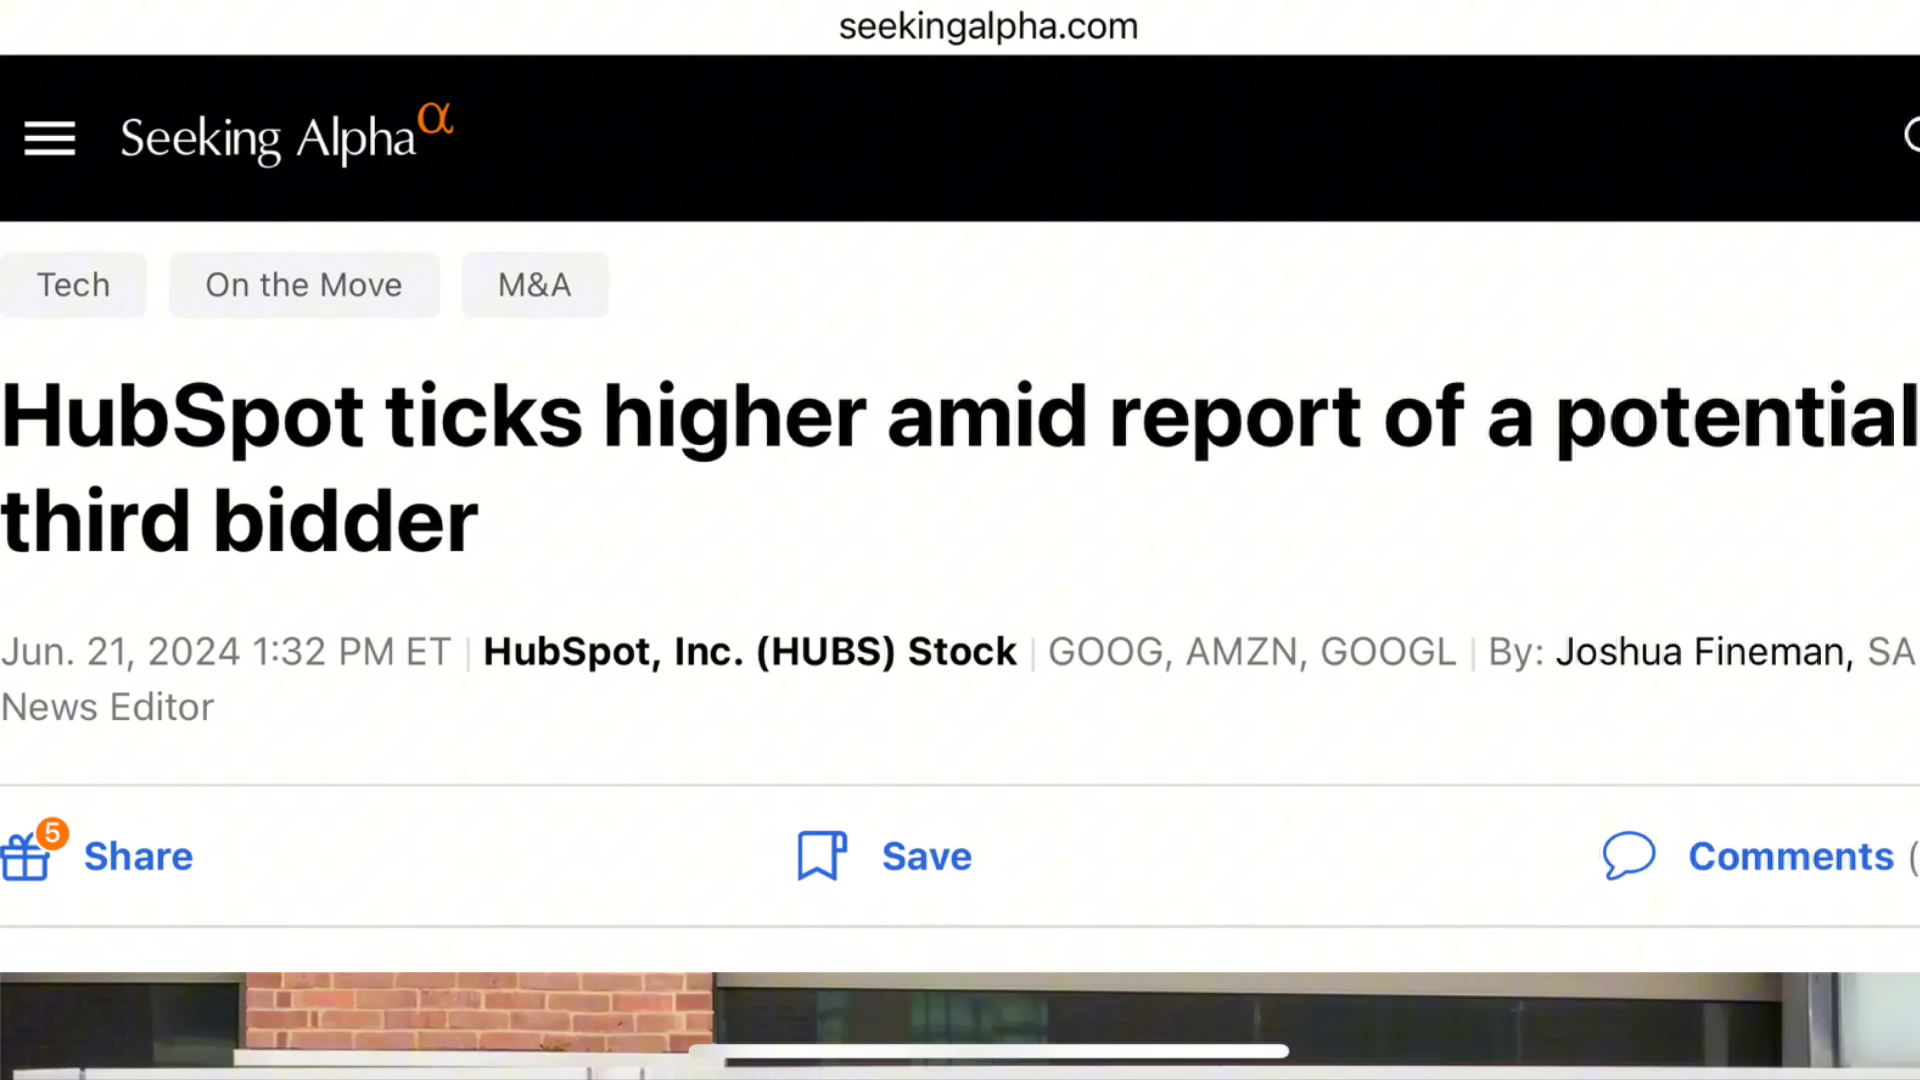 seekingalpha.com
Seeking Alpha α
Tech On the Move M&A
HubSpot ticks higher amid report of a potential
third bidder
Jun. 21, 2024 1:32 PM ET | HubSpot, Inc. (HUBS) Stock | GOOG, AMZN, GOOGL | By: Joshua Fineman, SA
News Editor
5 Share Save Comments (